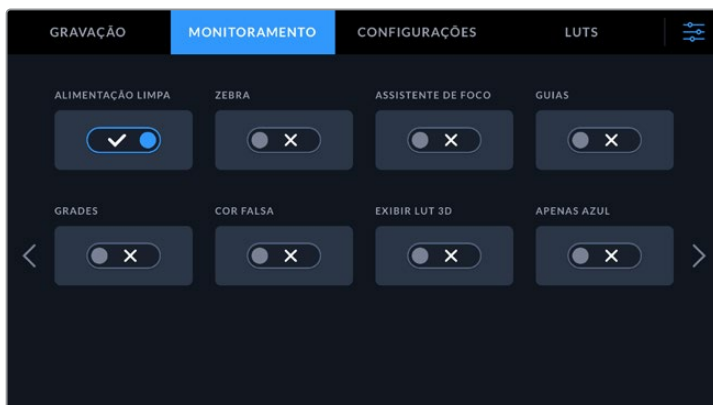 GRAVAÇÃO MONITORAMENTO CONFIGURAÇÕES LUTS
ALIMENTAÇÃO LIMPA ZEBRA ASSISTENTE DE FOCO GUIAS
GRADES COR FALSA EXIBIR LUT 3D APENAS AZUL